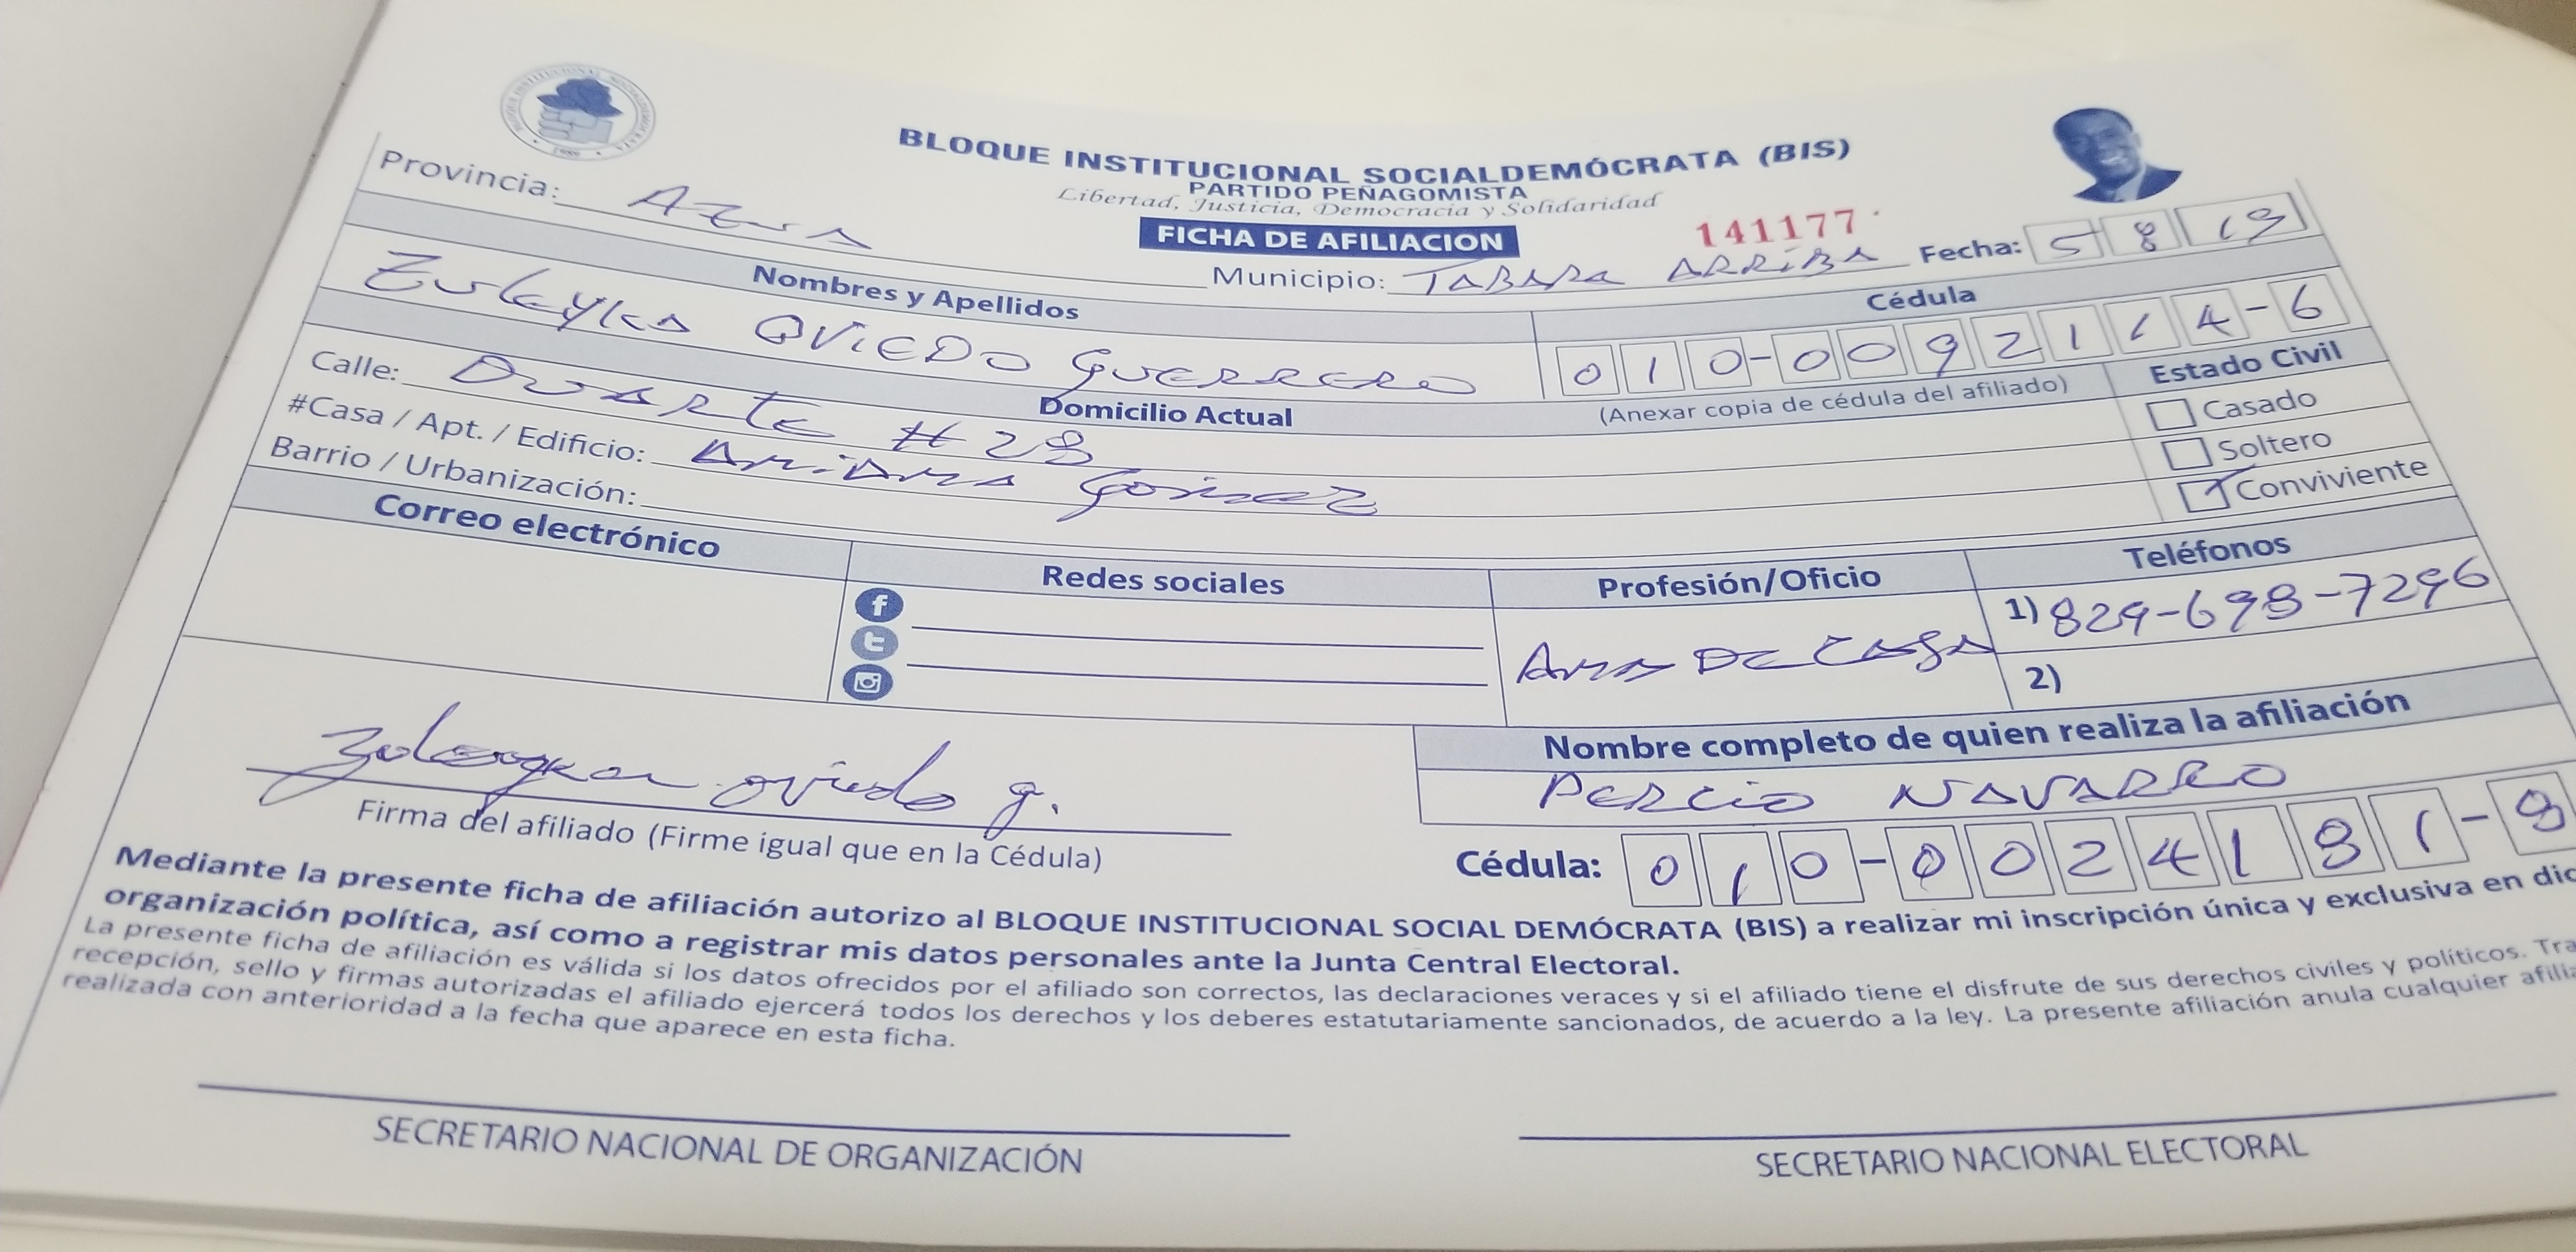 BLOQUE INSTITUCIONAL SOCIALDEMÓCRATA (BIS)
PARTIDO PEÑAGOMISTA
Libertad, Justicia, Democracia y Solidaridad
FICHA DE AFILIACION
141177
Provincia: Azua
Municipio: TABARA ARRIBA
Fecha: 5 8 19
Nombres y Apellidos
Cédula
Zuleyka OVIEDO Guerrero
010-0092114-6
Domicilio Actual
(Anexar copia de cédula del afiliado)
Estado Civil
Calle: Duarte #28
Casado
#Casa / Apt. / Edificio:
Soltero
Barrio / Urbanización:
Conviviente
Correo electrónico
Redes sociales
Profesión/Oficio
Teléfonos
AMA DE CASA
1) 829-698-7296
2)
Zuleyka oviedo g.
Firma del afiliado (Firme igual que en la Cédula)
Nombre completo de quien realiza la afiliación
Percio NAVARRO
Cédula: 010-0024181-8
Mediante la presente ficha de afiliación autorizo al BLOQUE INSTITUCIONAL SOCIAL DEMÓCRATA (BIS) a realizar mi inscripción única y exclusiva en dic
organización política, así como a registrar mis datos personales ante la Junta Central Electoral.
La presente ficha de afiliación es válida si los datos ofrecidos por el afiliado son correctos, las declaraciones veraces y si el afiliado tiene el disfrute de sus derechos civiles y políticos. Tra
recepción, sello y firmas autorizadas el afiliado ejercerá todos los derechos y los deberes estatutariamente sancionados, de acuerdo a la ley. La presente afiliación anula cualquier afilia
realizada con anterioridad a la fecha que aparece en esta ficha.
SECRETARIO NACIONAL DE ORGANIZACIÓN
SECRETARIO NACIONAL ELECTORAL